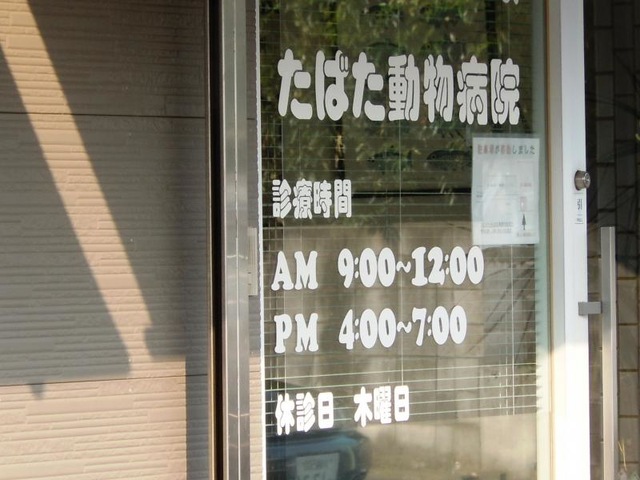 たばた動物病院
診療時間
AM 9:00~12:00
PM 4:00~7:00
休診日 木曜日
引